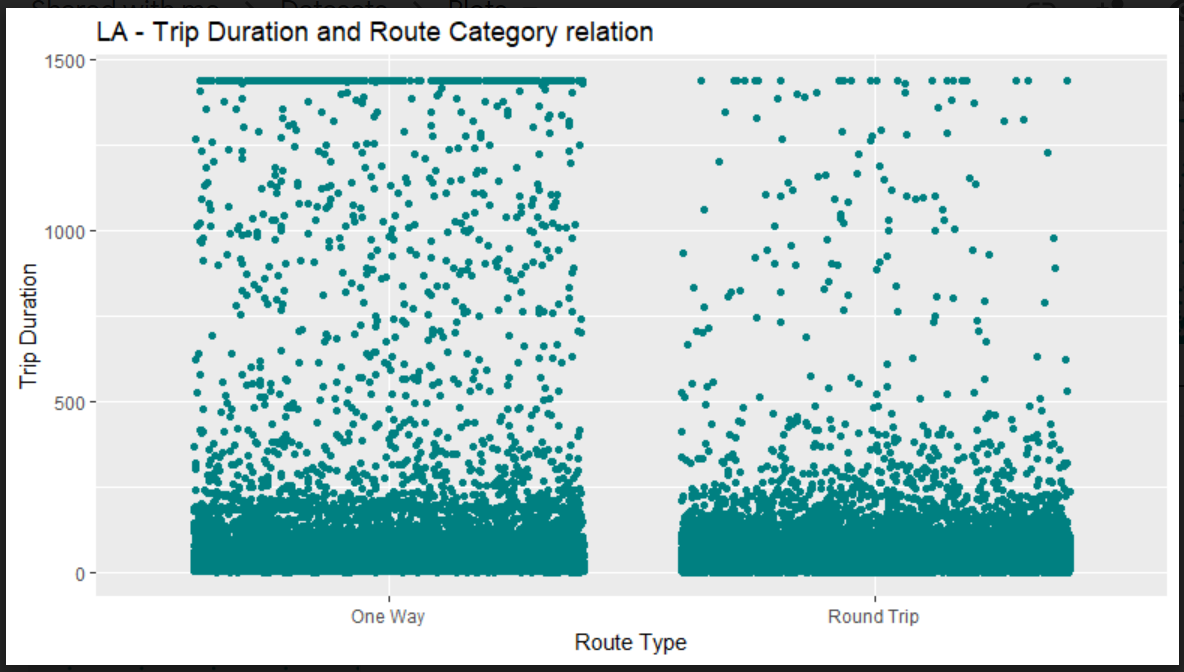 LA - Trip Duration and Route Category relation
1500
1000
500
0
Trip Duration
One Way
Round Trip
Route Type